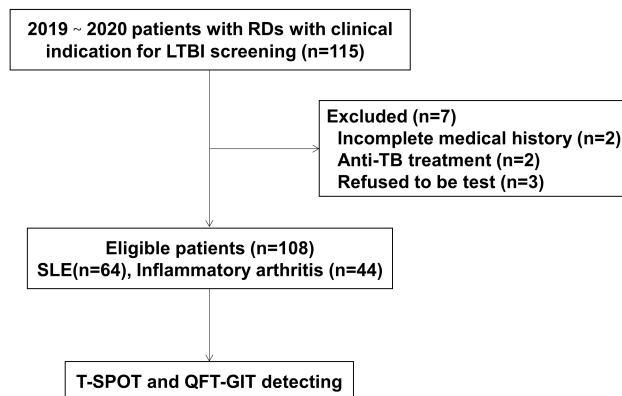 2019 ~ 2020 patients with RDs with clinical
indication for LTBI screening (n=115)
Excluded (n=7)
Incomplete medical history (n=2)
Anti-TB treatment (n=2)
Refused to be test (n=3)
Eligible patients (n=108)
SLE(n=64), Inflammatory arthritis (n=44)
T-SPOT and QFT-GIT detecting